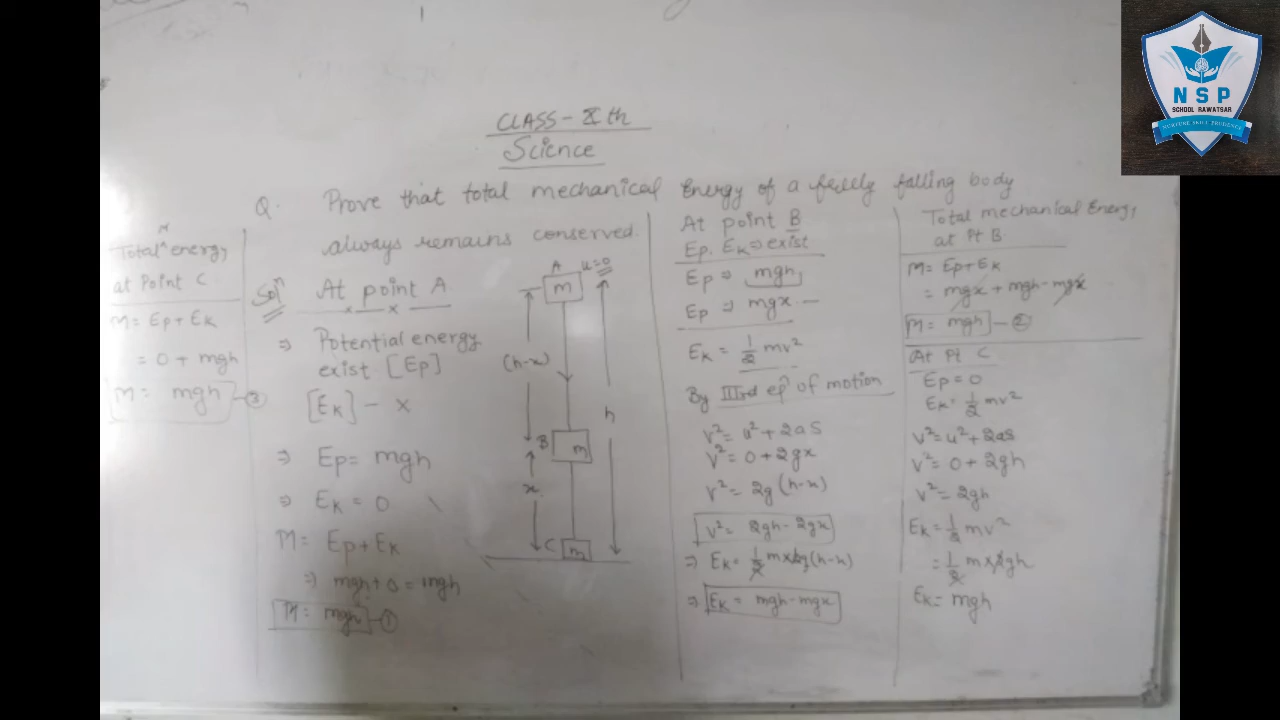 CLASS - Xth
Science
Q. Prove that total mechanical Energy of a freely falling body
always remains conserved.
Solⁿ At point A
⇒ Potential energy
exist [Ep]
[EK] - ×
⇒ Ep = mgh
⇒ EK = 0
M = Ep + EK
⇒ mgh + 0 = mgh
M = mgh - ①
A u = 0
m
(h-x)
h
B
m
x
C m
At point B
Ep. EK ⇒ exist
Ep ⇒ mgh
Ep ⇒ mgx
EK = 1/2 mv²
By IIIrd eqⁿ of motion
v² = u² + 2as
v² = 0 + 2gx
v² = 2g (h-x)
v² = 2gh - 2gx
⇒ EK = 1/2 m × 2g (h-x)
⇒ EK = mgh - mgx
Total mechanical Energy,
at Pt B
M = Ep + EK
= mgx + mgh - mgx
M = mgh - ②
At Pt C
Ep = 0
EK = 1/2 mv²
v² = u² + 2as
v² = 0 + 2gh
v² = 2gh
EK = 1/2 mv²
= 1/2 m × 2gh
EK = mgh
Total M energy
at Point C
M = Ep + EK
= 0 + mgh
M = mgh - ③
NSP
SCHOOL RAWATSAR
NURTURE SKILL PRUDENCE